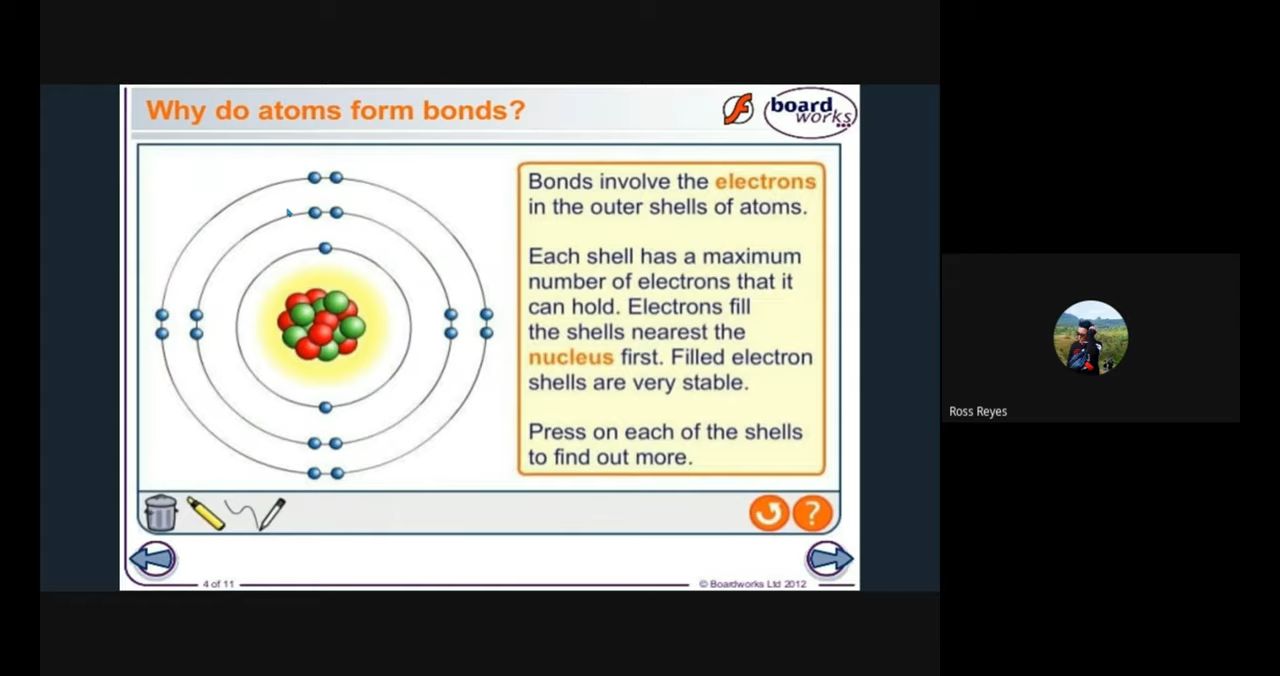 Why do atoms form bonds?
board
works
Bonds involve the electrons
in the outer shells of atoms.
Each shell has a maximum
number of electrons that it
can hold. Electrons fill
the shells nearest the
nucleus first. Filled electron
shells are very stable.
Press on each of the shells
to find out more.
?
4 of 11
© Boardworks Ltd 2012
Ross Reyes